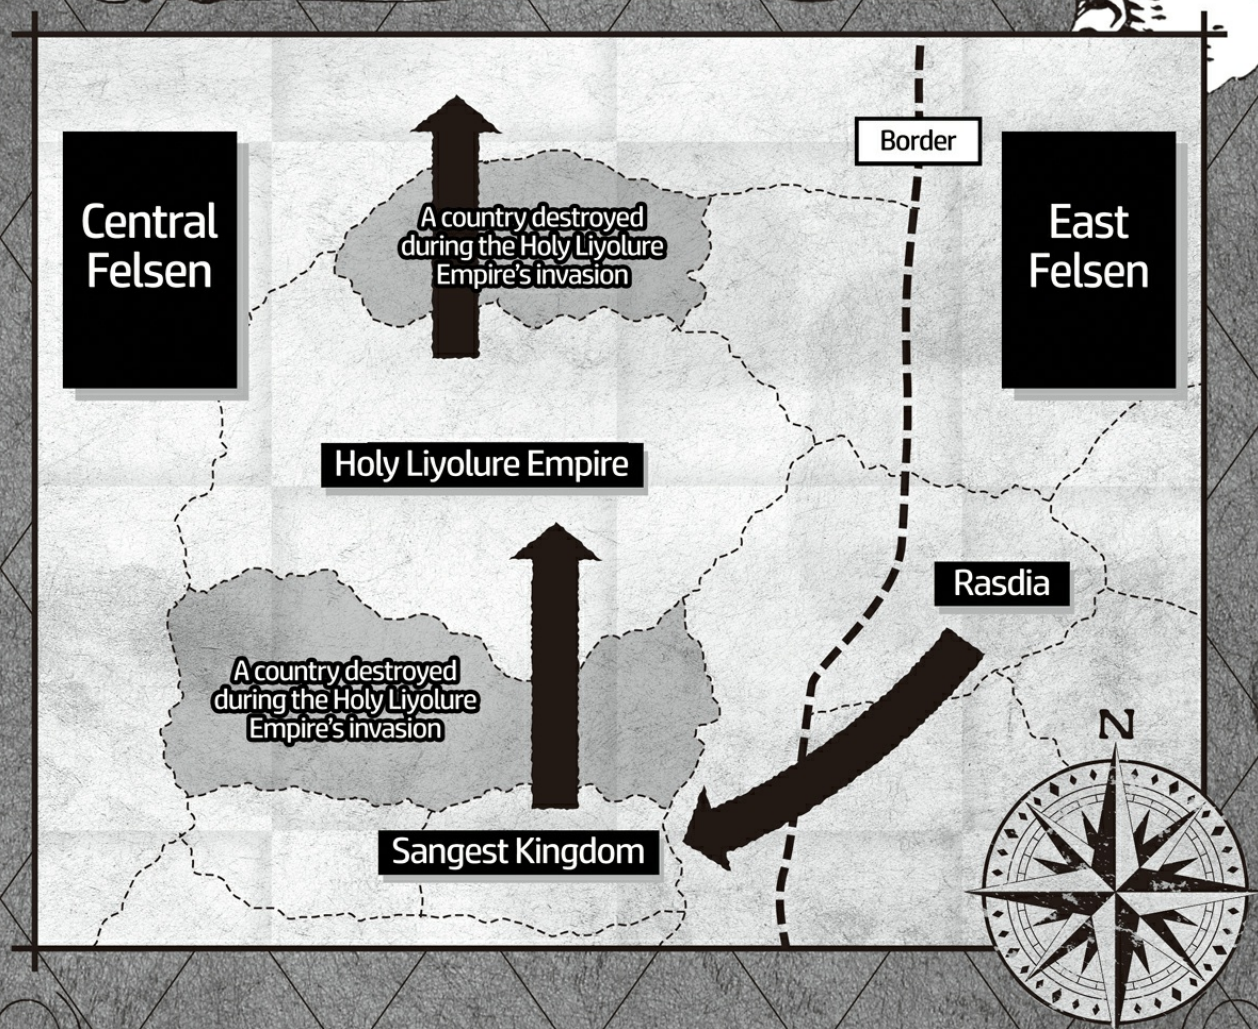 Border
Central
Felsen
East
Felsen
A country destroyed
during the Holy Liyolure
Empire's invasion
Holy Liyolure Empire
Rasdia
A country destroyed
during the Holy Liyolure
Empire's invasion
N
Sangest Kingdom